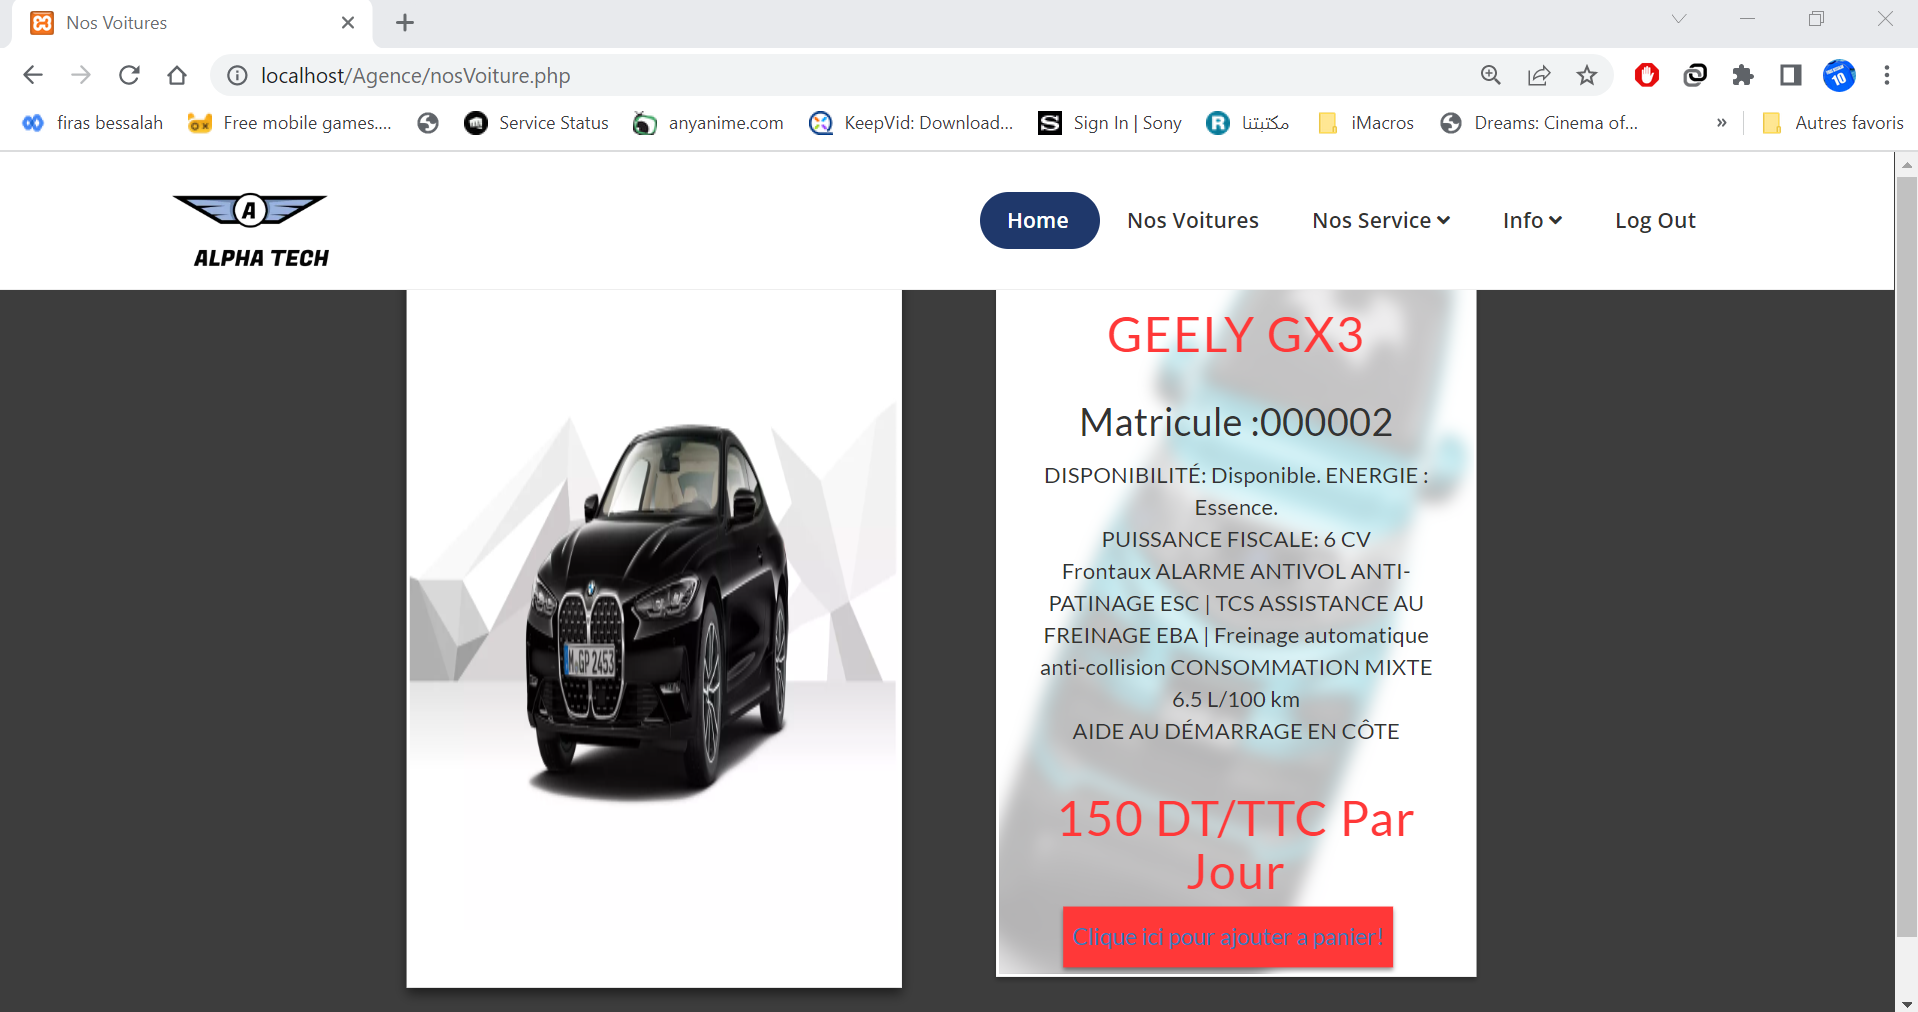 Nos Voitures
localhost/Agence/nosVoiture.php
10
firas bessalah
Free mobile games....
Service Status
anyanime.com
KeepVid: Download...
S Sign In | Sony
R مكتبتنا
iMacros
Dreams: Cinema of...
»
Autres favoris
A
ALPHA TECH
Home
Nos Voitures
Nos Service
Info
Log Out
M GP 2453
GEELY GX3
Matricule :000002
DISPONIBILITÉ: Disponible. ENERGIE :
Essence.
PUISSANCE FISCALE: 6 CV
Frontaux ALARME ANTIVOL ANTI-
PATINAGE ESC | TCS ASSISTANCE AU
FREINAGE EBA | Freinage automatique
anti-collision CONSOMMATION MIXTE
6.5 L/100 km
AIDE AU DÉMARRAGE EN CÔTE
150 DT/TTC Par
Jour
Clique ici pour ajouter a panier!